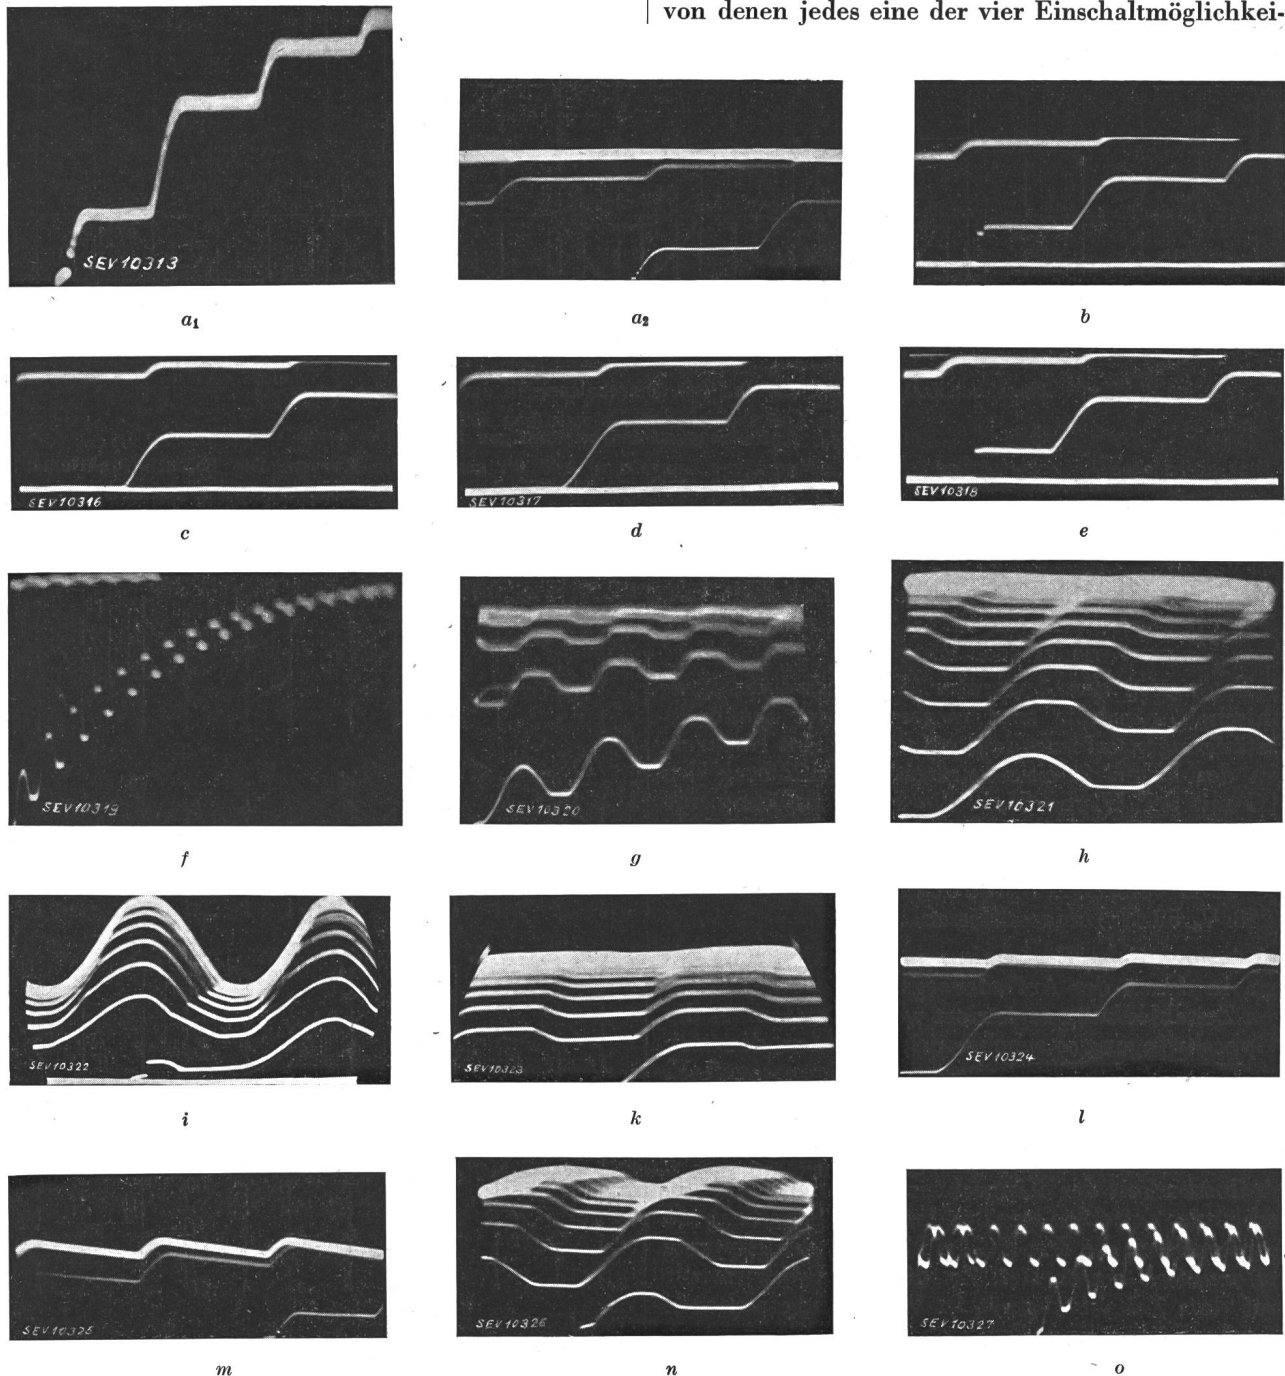 von denen jedes eine der vier Einschaltmöglichkei-
SEV10313
a₁
a₂
b
SEV10316
SEV10317
SEV10318
c
d
e
SEV10319
SEV10320
SEV10321
f
g
h
SEV10322
SEV10323
SEV10324
i
k
l
SEV10325
SEV10326
SEV10327
m
n
o